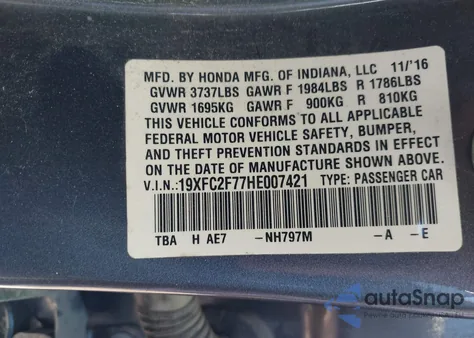 MFD. BY HONDA MFG. OF INDIANA, LLC 11/'16
GVWR 3737LBS GAWR F 1984LBS R 1786LBS
GVWR 1695KG GAWR F 900KG R 810KG
THIS VEHICLE CONFORMS TO ALL APPLICABLE
FEDERAL MOTOR VEHICLE SAFETY, BUMPER,
AND THEFT PREVENTION STANDARDS IN EFFECT
ON THE DATE OF MANUFACTURE SHOWN ABOVE.
V.I.N.: 19XFC2F77HE007421 TYPE: PASSENGER CAR
TBA H AE7 -NH797M -A -E
autoSnap